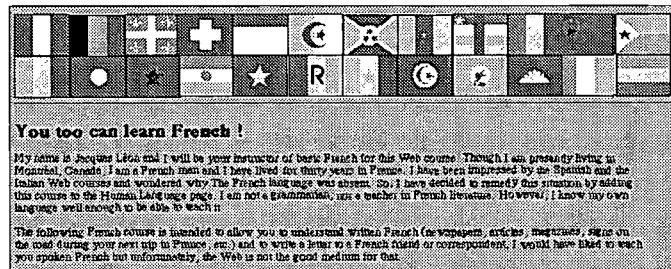 R
You too can learn French !
My name is Jacques Léon and I will be your instructor of basic French for this Web course. Though I am presently living in
Montréal, Canada, I am a French man and I have lived for thirty years in France. I have been impressed by the Spanish and the
Italian Web courses and wondered why The French language was absent. So, I have decided to remedy this situation by adding
this course to the Human Language page. I am not a grammarian, nor a teacher in French literature. However, I know my own
language well enough to be able to teach it
The following French course is intended to allow you to understand written French (newspapers, articles, magazines, signs on
the road during your next trip in France, etc.) and to write a letter to a French friend or correspondent. I would have liked to teach
you spoken French but unfortunately, the Web is not the good medium for that.